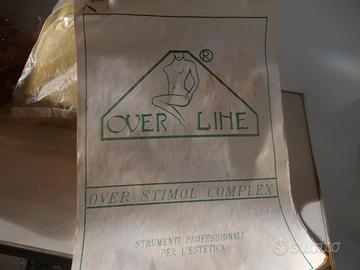 OVER LINE
®
OVER STIMOL COMPLEX
STRUMENTI PROFESSIONALI
PER L'ESTETICA
subito